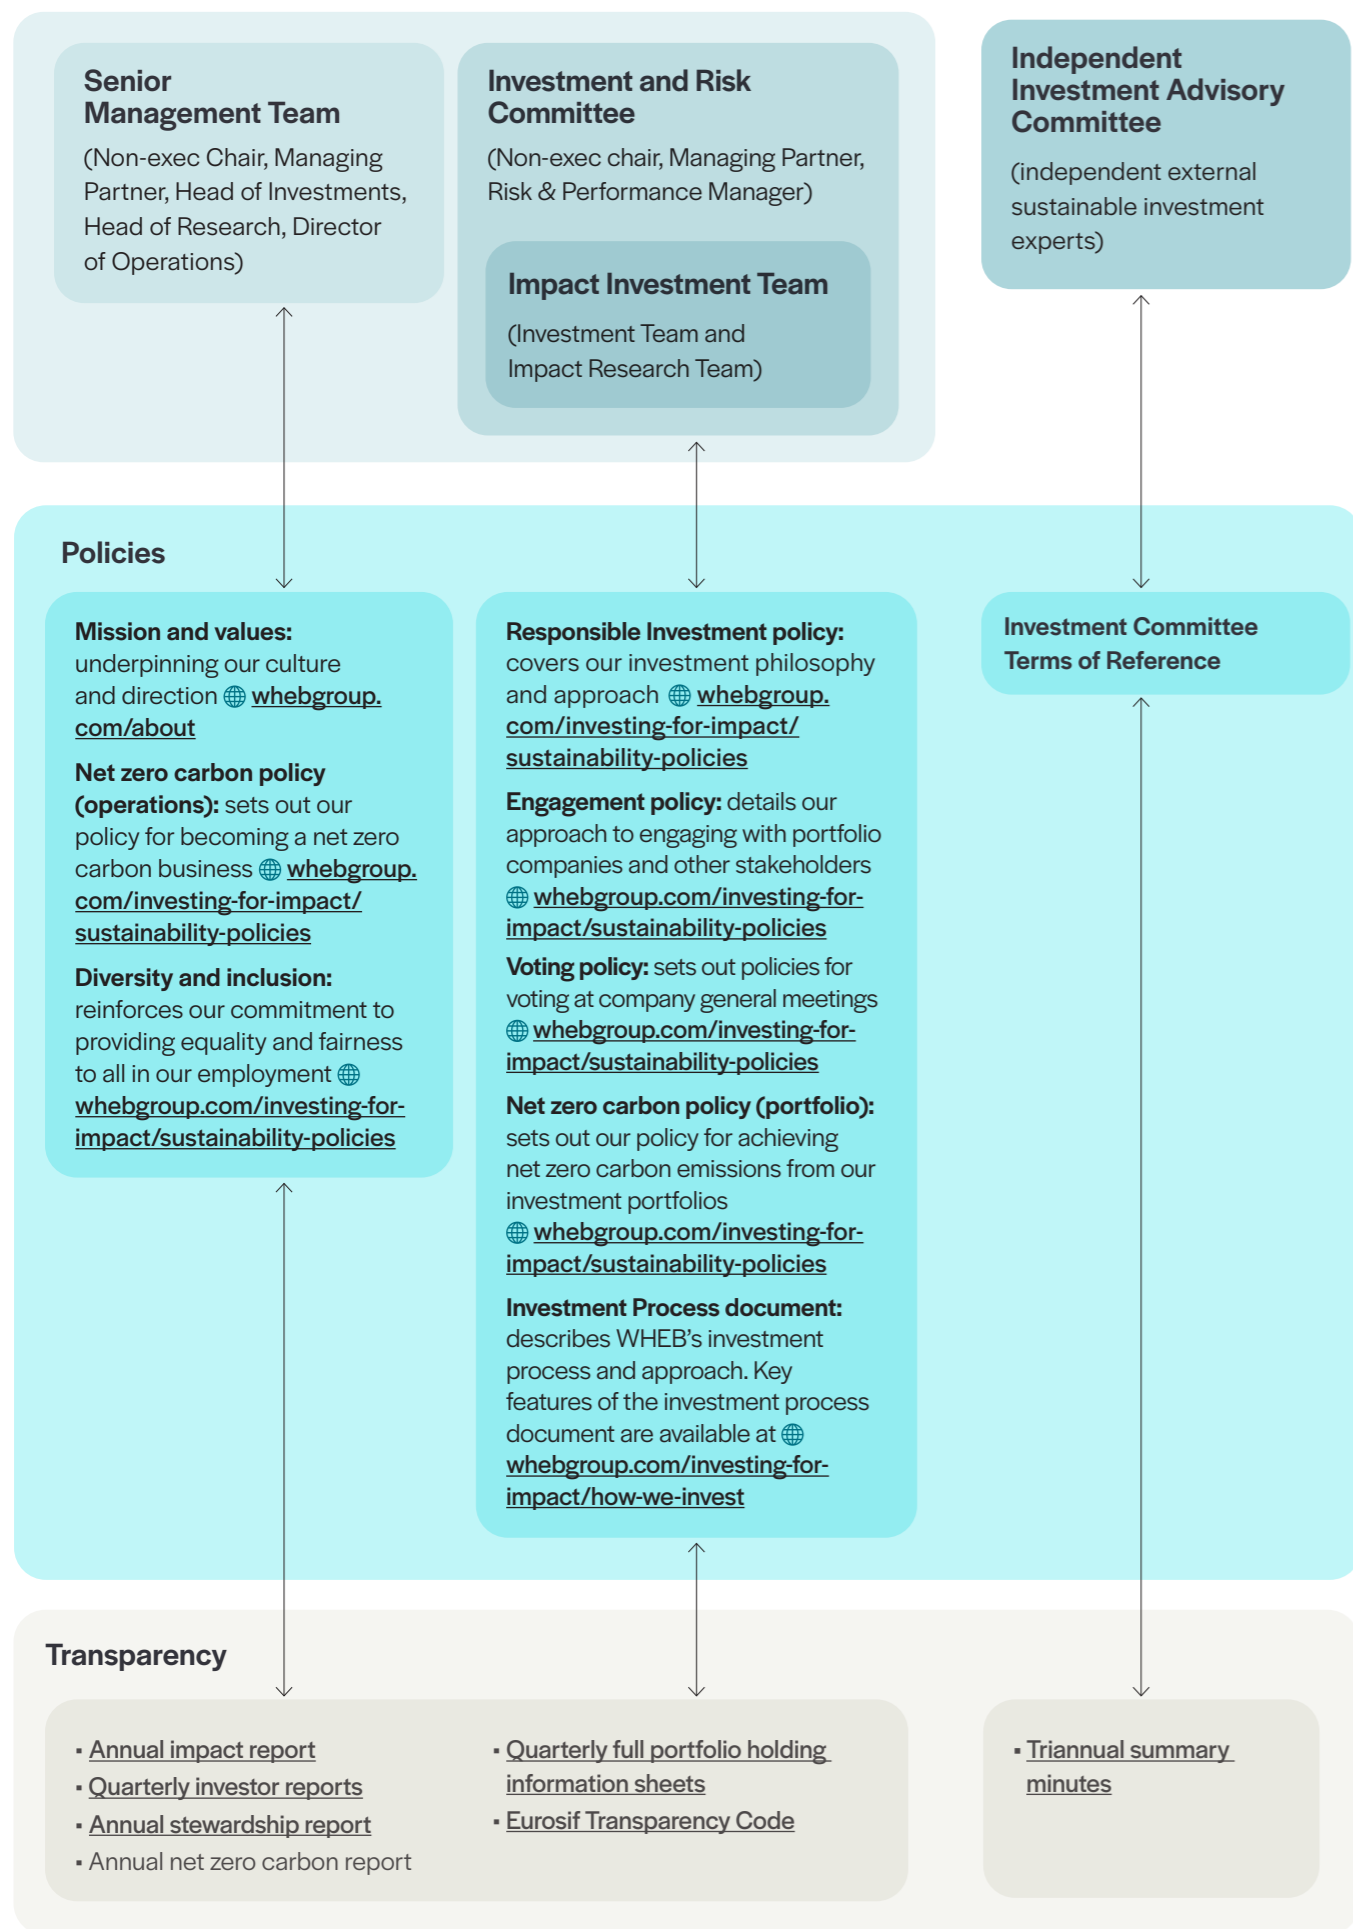 Senior
Management Team
(Non-exec Chair, Managing
Partner, Head of Investments,
Head of Research, Director
of Operations)
Investment and Risk
Committee
(Non-exec chair, Managing Partner,
Risk & Performance Manager)
Impact Investment Team
(Investment Team and
Impact Research Team)
Independent
Investment Advisory
Committee
(independent external
sustainable investment
experts)
Policies
Mission and values:
underpinning our culture
and direction whebgroup.
com/about
Net zero carbon policy
(operations): sets out our
policy for becoming a net zero
carbon business whebgroup.
com/investing-for-impact/
sustainability-policies
Diversity and inclusion:
reinforces our commitment to
providing equality and fairness
to all in our employment
whebgroup.com/investing-for-
impact/sustainability-policies
Responsible Investment policy:
covers our investment philosophy
and approach whebgroup.
com/investing-for-impact/
sustainability-policies
Engagement policy: details our
approach to engaging with portfolio
companies and other stakeholders
whebgroup.com/investing-for-
impact/sustainability-policies
Voting policy: sets out policies for
voting at company general meetings
whebgroup.com/investing-for-
impact/sustainability-policies
Net zero carbon policy (portfolio):
sets out our policy for achieving
net zero carbon emissions from our
investment portfolios
whebgroup.com/investing-for-
impact/sustainability-policies
Investment Process document:
describes WHEB's investment
process and approach. Key
features of the investment process
document are available at
whebgroup.com/investing-for-
impact/how-we-invest
Investment Committee
Terms of Reference
Transparency
▪ Annual impact report
▪ Quarterly investor reports
▪ Annual stewardship report
▪ Annual net zero carbon report
▪ Quarterly full portfolio holding
information sheets
▪ Eurosif Transparency Code
▪ Triannual summary
minutes